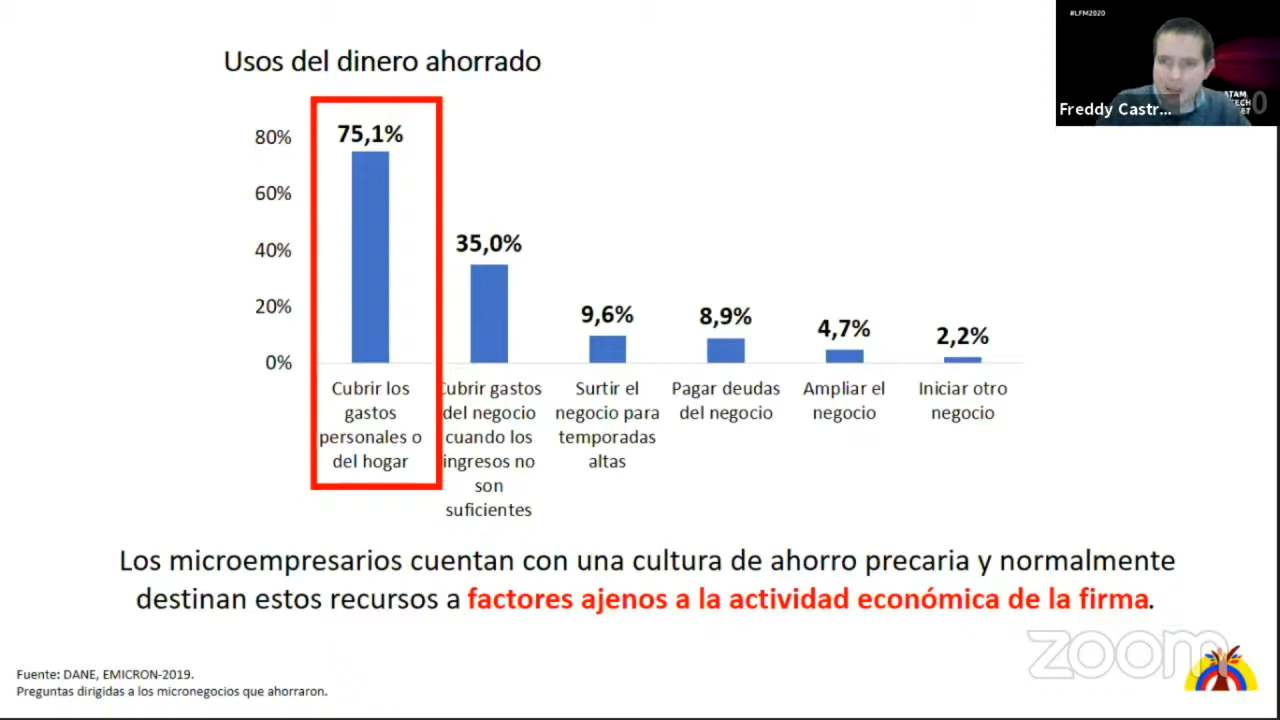 #LFM2020
Usos del dinero ahorrado
Freddy Castr...
80%
60%
40%
20%
0%
75,1%
35,0%
9,6%
8,9%
4,7%
2,2%
Cubrir los
gastos
personales o
del hogar
Cubrir gastos
del negocio
cuando los
ingresos no
son
suficientes
Surtir el
negocio para
temporadas
altas
Pagar deudas
del negocio
Ampliar el
negocio
Iniciar otro
negocio
Los microempresarios cuentan con una cultura de ahorro precaria y normalmente
destinan estos recursos a factores ajenos a la actividad económica de la firma.
zoom
Fuente: DANE, EMICRON-2019.
Preguntas dirigidas a los micronegocios que ahorraron.